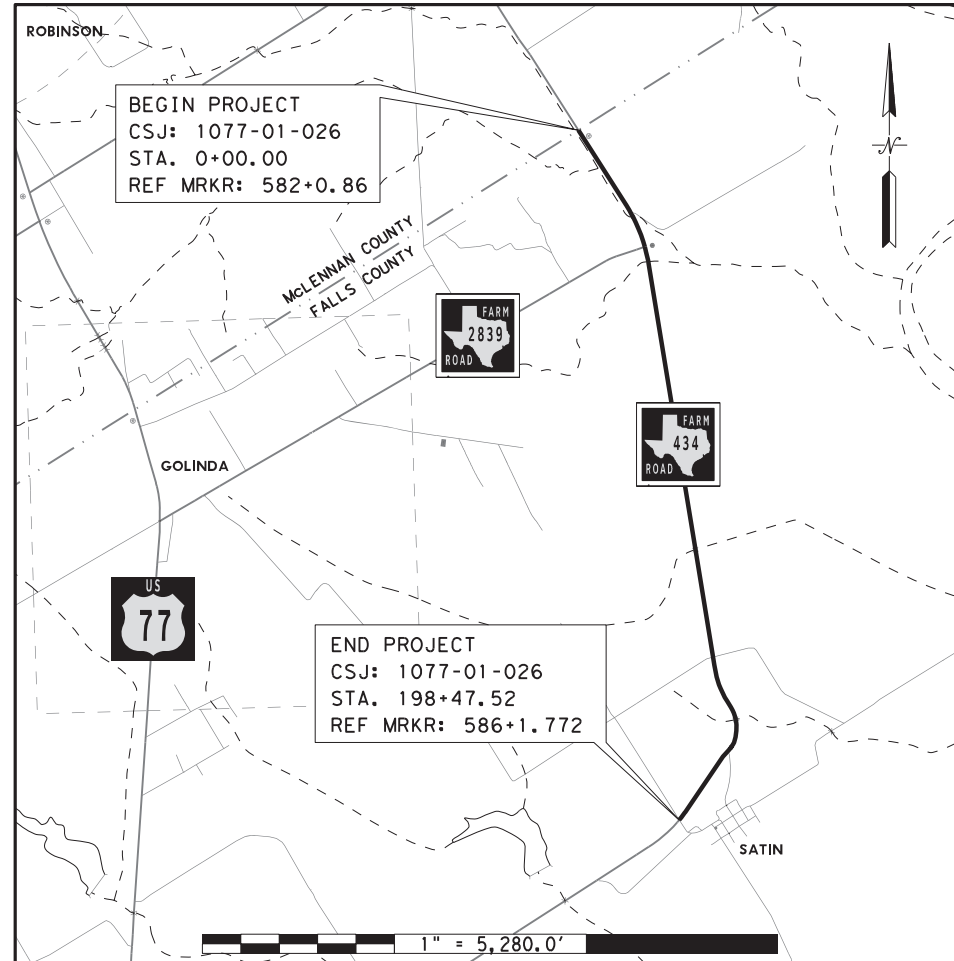 ROBINSON
BEGIN PROJECT
CSJ: 1077-01-026
STA. 0+00.00
REF MRKR: 582+0.86
N
McLENNAN COUNTY
FALLS COUNTY
FARM
2839
ROAD
FARM
434
ROAD
GOLINDA
US
77
END PROJECT
CSJ: 1077-01-026
STA. 198+47.52
REF MRKR: 586+1.772
SATIN
1" = 5,280.0'